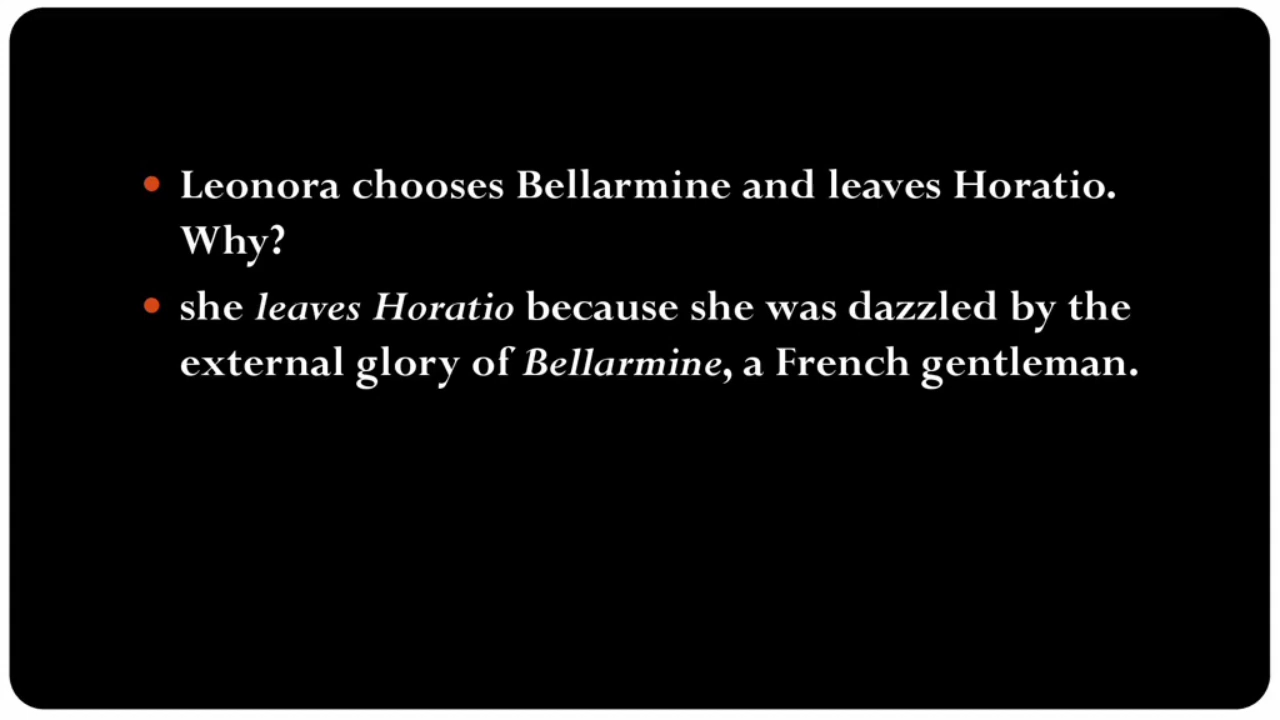 • Leonora chooses Bellarmine and leaves Horatio.
Why?
• she leaves Horatio because she was dazzled by the
external glory of Bellarmine, a French gentleman.